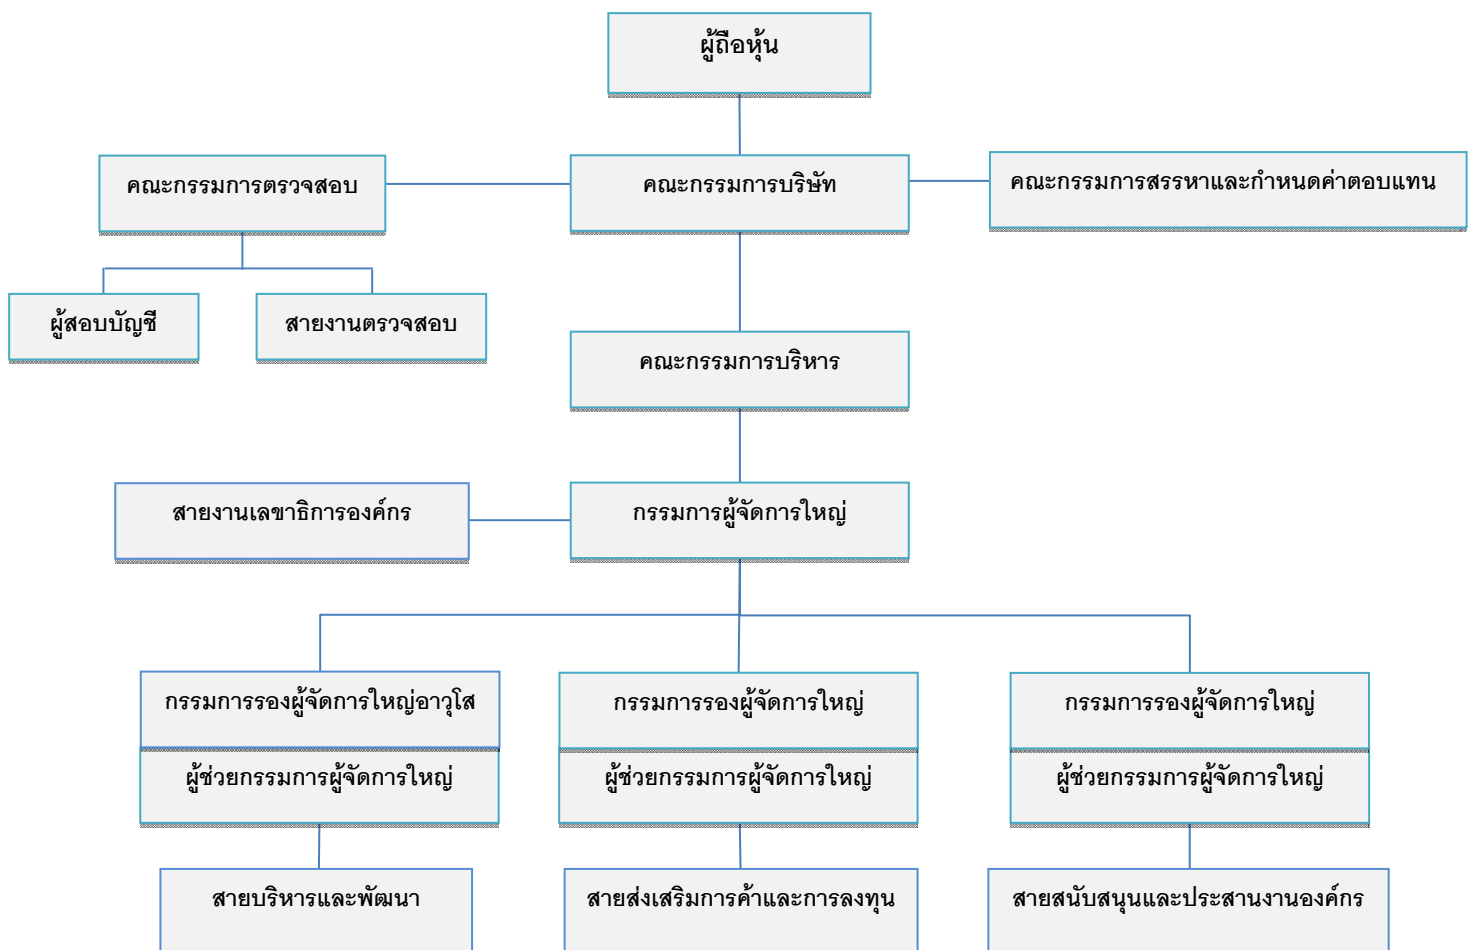 ผู้ถือหุ้น
คณะกรรมการตรวจสอบ
คณะกรรมการบริษัท
คณะกรรมการสรรหาและกำหนดค่าตอบแทน
ผู้สอบบัญชี
สายงานตรวจสอบ
คณะกรรมการบริหาร
สายงานเลขาธิการองค์กร
กรรมการผู้จัดการใหญ่
กรรมการรองผู้จัดการใหญ่อาวุโส
กรรมการรองผู้จัดการใหญ่
กรรมการรองผู้จัดการใหญ่
ผู้ช่วยกรรมการผู้จัดการใหญ่
ผู้ช่วยกรรมการผู้จัดการใหญ่
ผู้ช่วยกรรมการผู้จัดการใหญ่
สายบริหารและพัฒนา
สายส่งเสริมการค้าและการลงทุน
สายสนับสนุนและประสานงานองค์กร